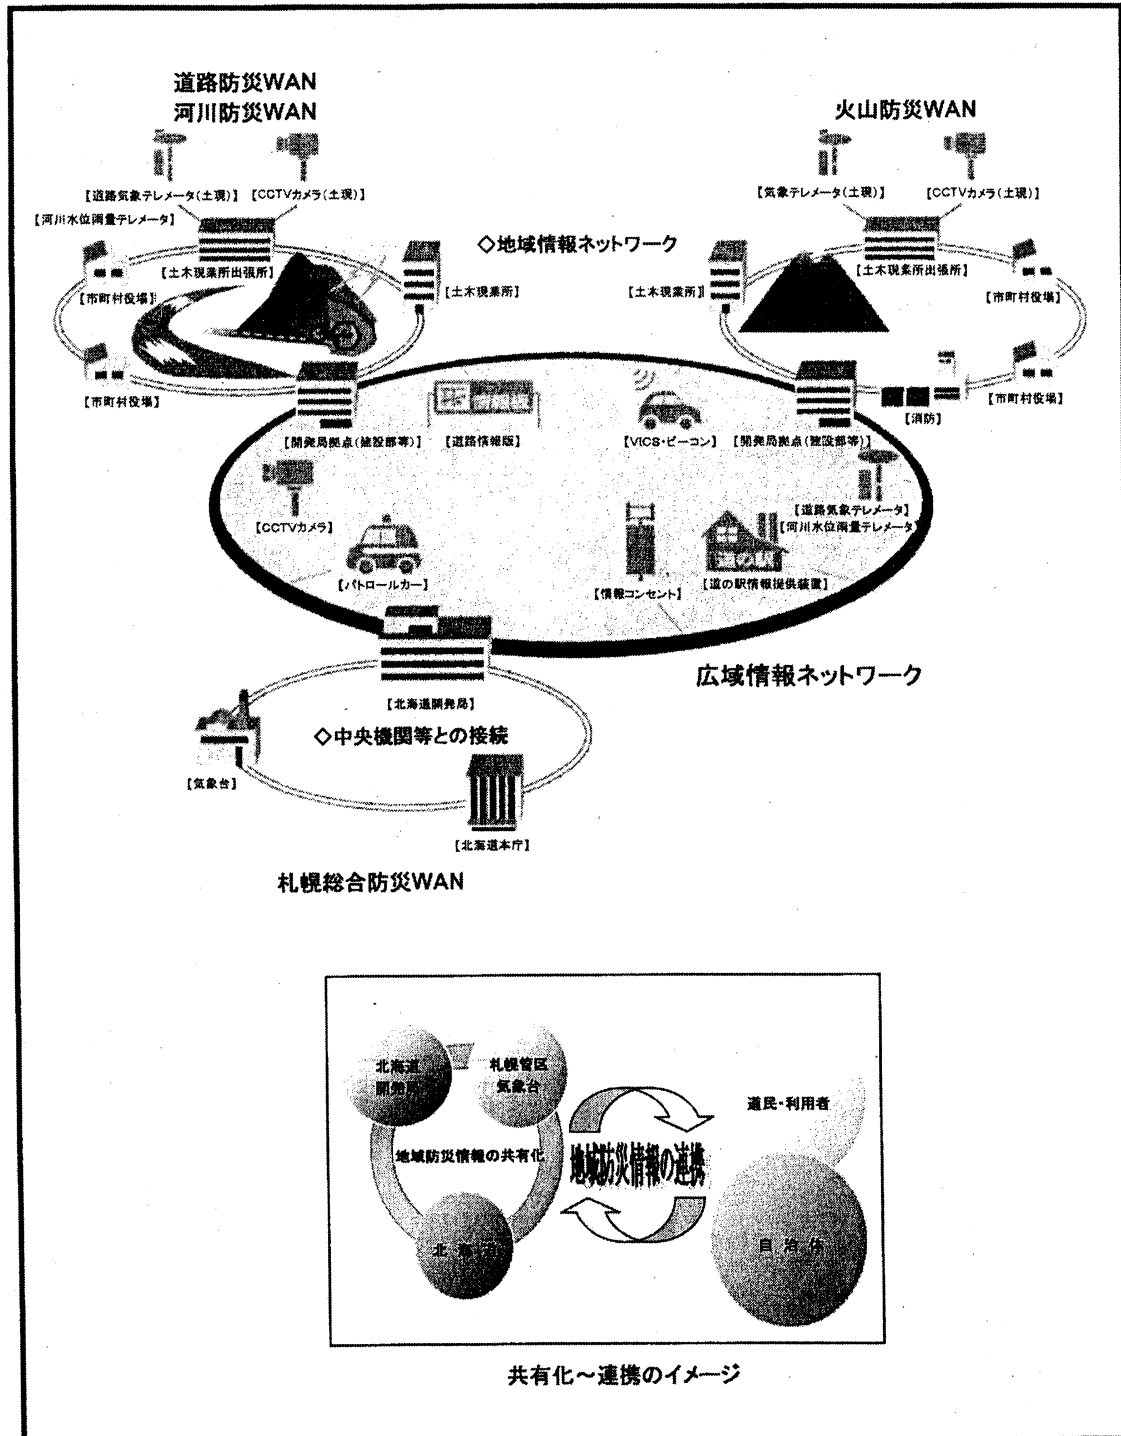 道路防災WAN
河川防災WAN
火山防災WAN
【道路気象テレメータ(土現)】
【CCTVカメラ(土現)】
【河川水位雨量テレメータ】
【気象テレメータ(土現)】
【CCTVカメラ(土現)】
◇地域情報ネットワーク
【土木現業所出張所】
【市町村役場】
【土木現業所】
【土木現業所】
【土木現業所出張所】
【市町村役場】
【市町村役場】
【市町村役場】
【消防】
【開発局拠点(建設部等)】
【道路情報版】
【VICS・ビーコン】
【開発局拠点(建設部等)】
【CCTVカメラ】
【道路気象テレメータ】
【河川水位雨量テレメータ】
【パトロールカー】
【情報コンセント】
道の駅
【道の駅情報提供装置】
広域情報ネットワーク
【北海道開発局】
◇中央機関等との接続
【気象台】
【北海道本庁】
札幌総合防災WAN
北海道
開発局
札幌管区
気象台
道民・利用者
地域防災情報の共有化
地域防災情報の連携
北海道
自治体
共有化～連携のイメージ